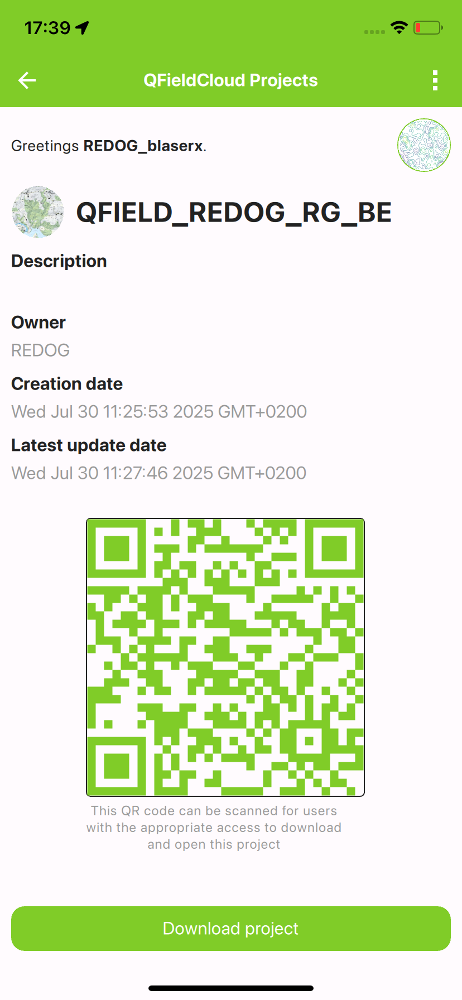 17:39
QFieldCloud Projects
Greetings REDOG_blaserx.
QFIELD_REDOG_RG_BE
Description
Owner
REDOG
Creation date
Wed Jul 30 11:25:53 2025 GMT+0200
Latest update date
Wed Jul 30 11:27:46 2025 GMT+0200
This QR code can be scanned for users
with the appropriate access to download
and open this project
Download project